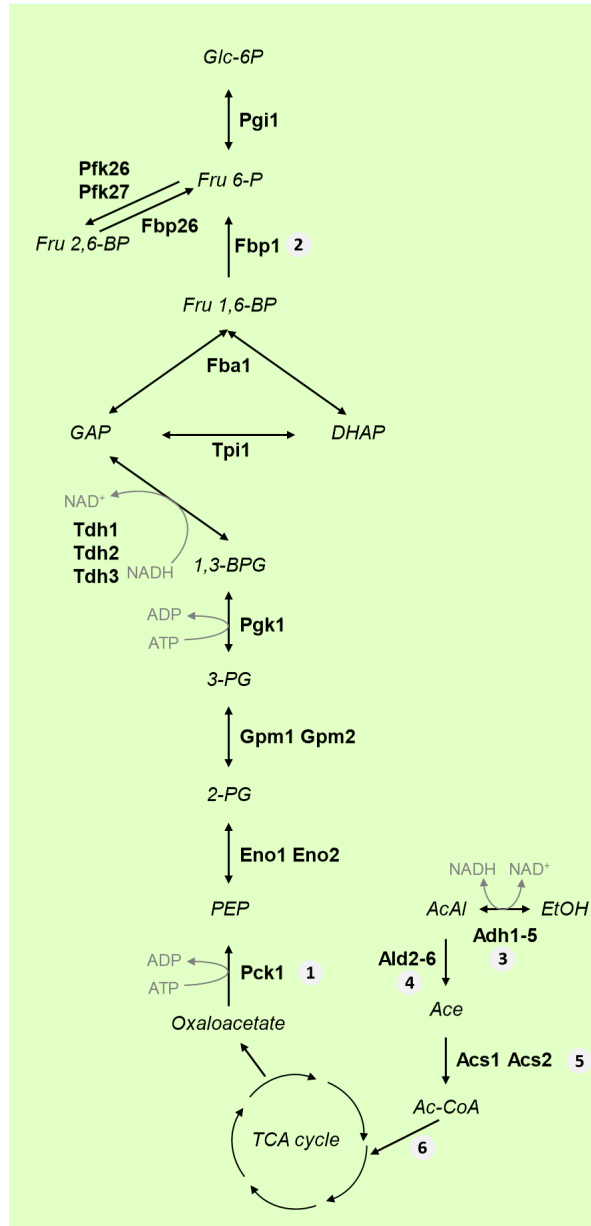 Glc-6P
Pgi1
Pfk26
Pfk27
Fru 6-P
Fbp26
Fru 2,6-BP
Fbp1 2
Fru 1,6-BP
Fba1
GAP
DHAP
Tpi1
NAD+
Tdh1
Tdh2
Tdh3 NADH
1,3-BPG
ADP
Pgk1
ATP
3-PG
Gpm1 Gpm2
2-PG
Eno1 Eno2
PEP
NADH NAD+
AcAl EtOH
Adh1-5
3
ADP
Pck1 1
ATP
Ald2-6
4
Oxaloacetate
Ace
Acs1 Acs2 5
Ac-CoA
TCA cycle
6